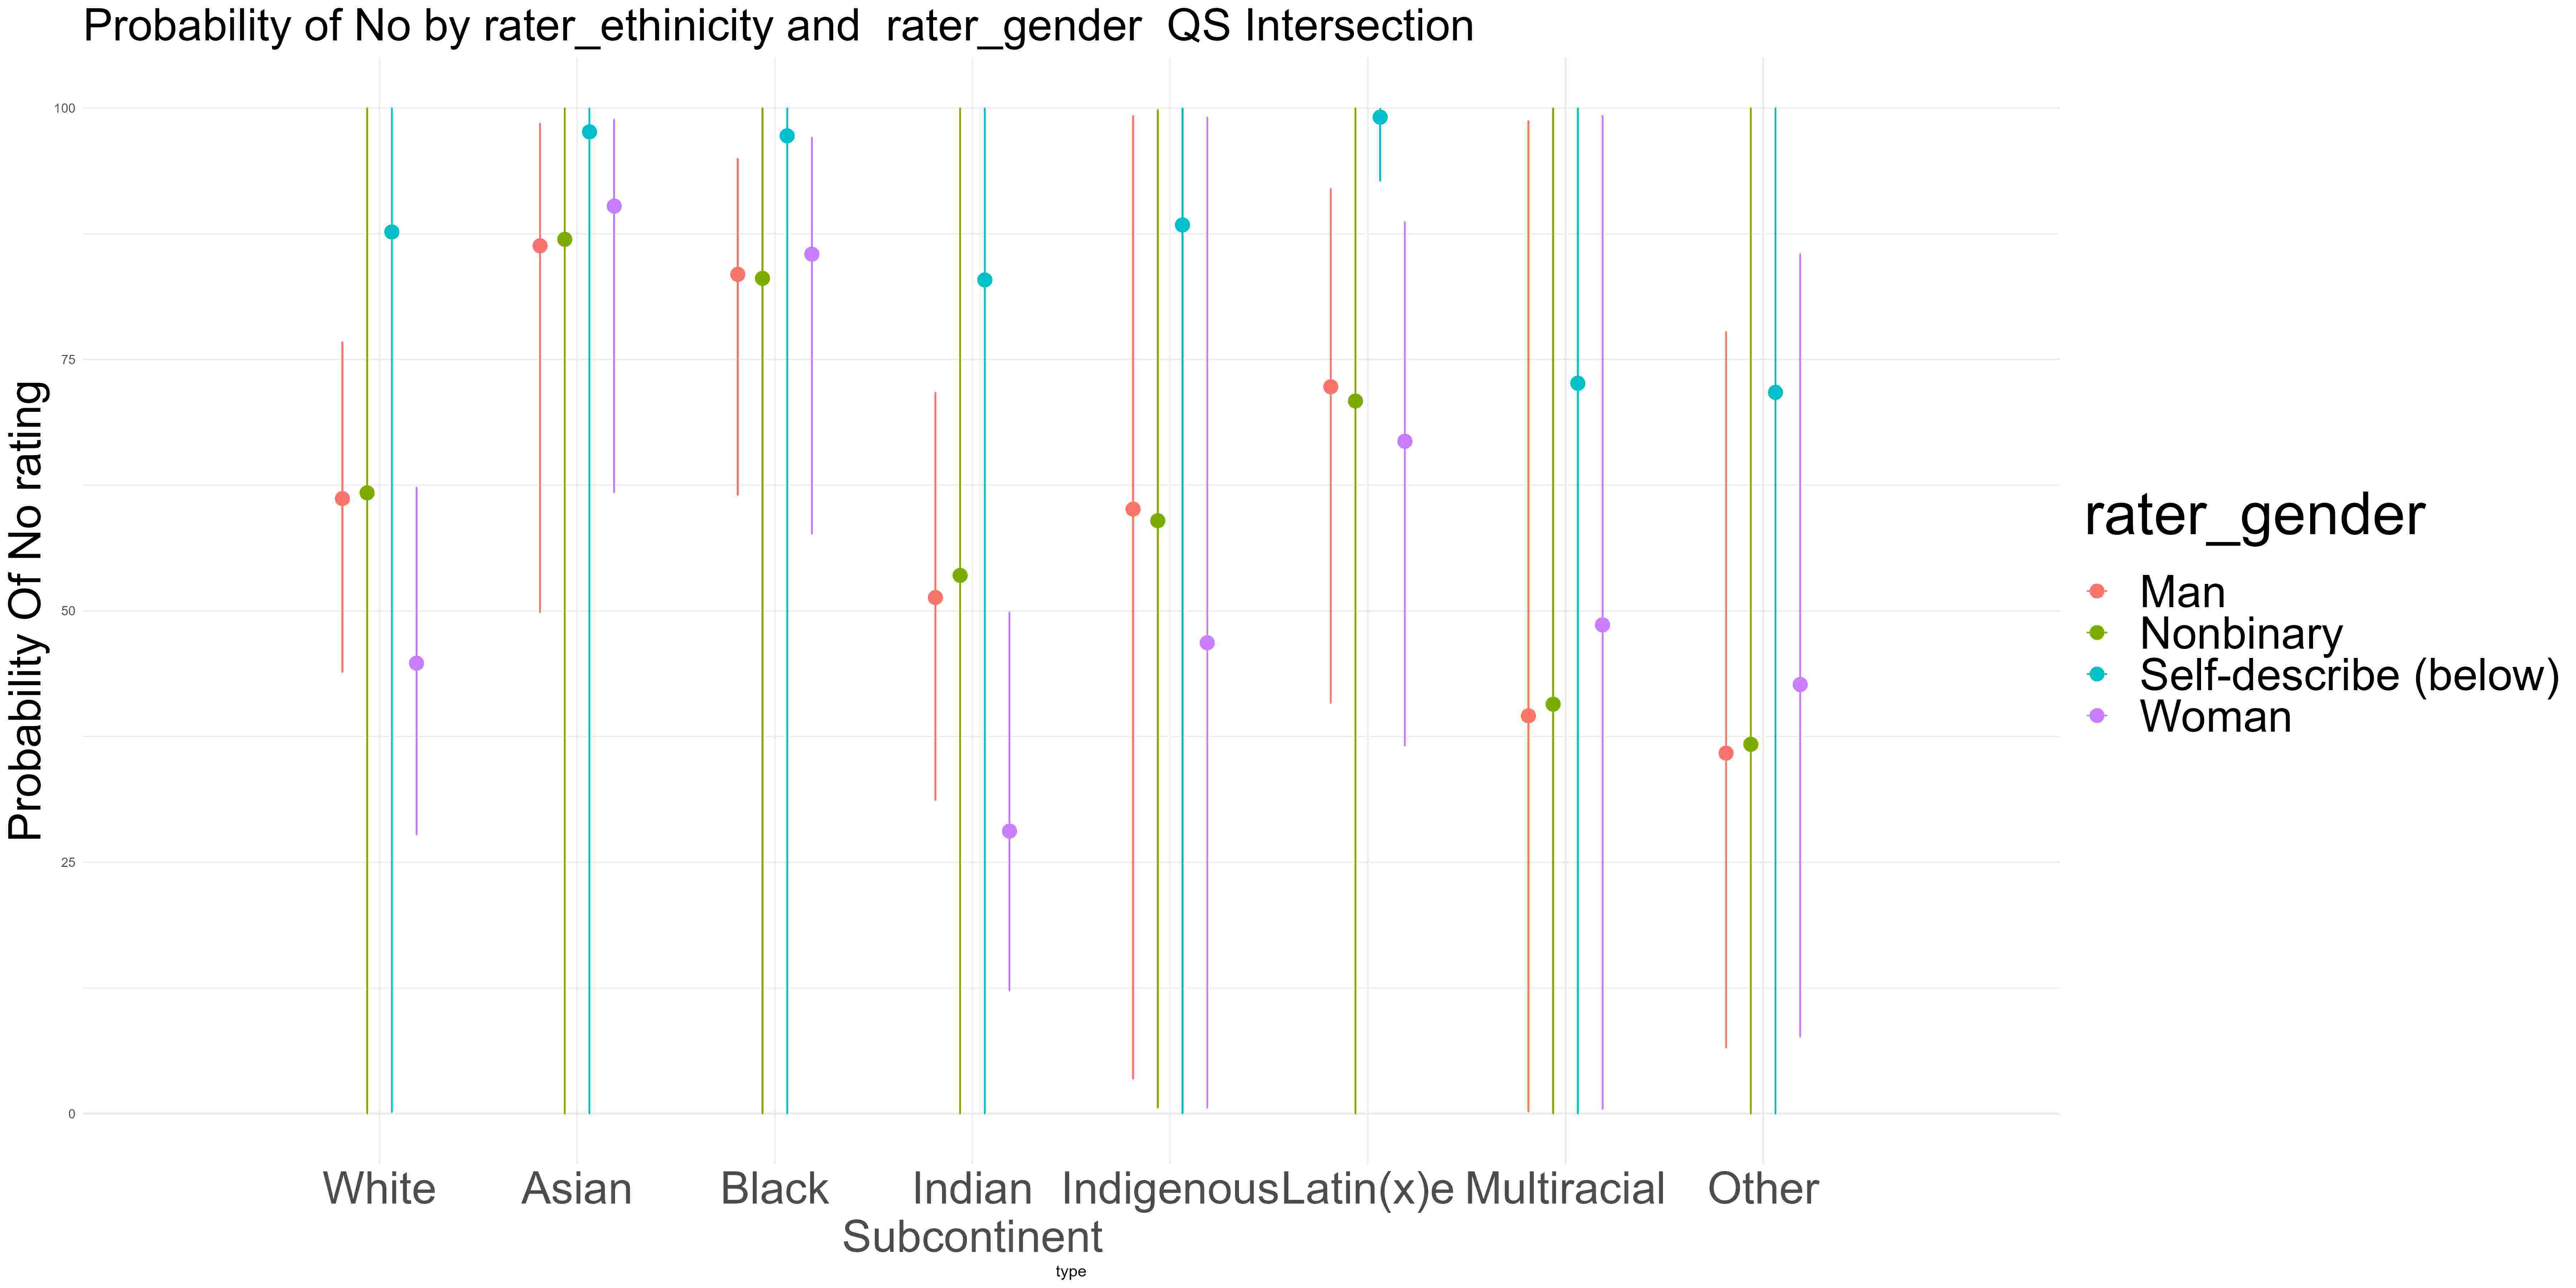 Probability of No by rater_ethinicity and  rater_gender  QS Intersection
Probability Of No rating
100
75
50
25
0
White Asian Black Indian Subcontinent Indigenous Latin(x)e Multiracial Other
type
rater_gender
Man
Nonbinary
Self-describe (below)
Woman